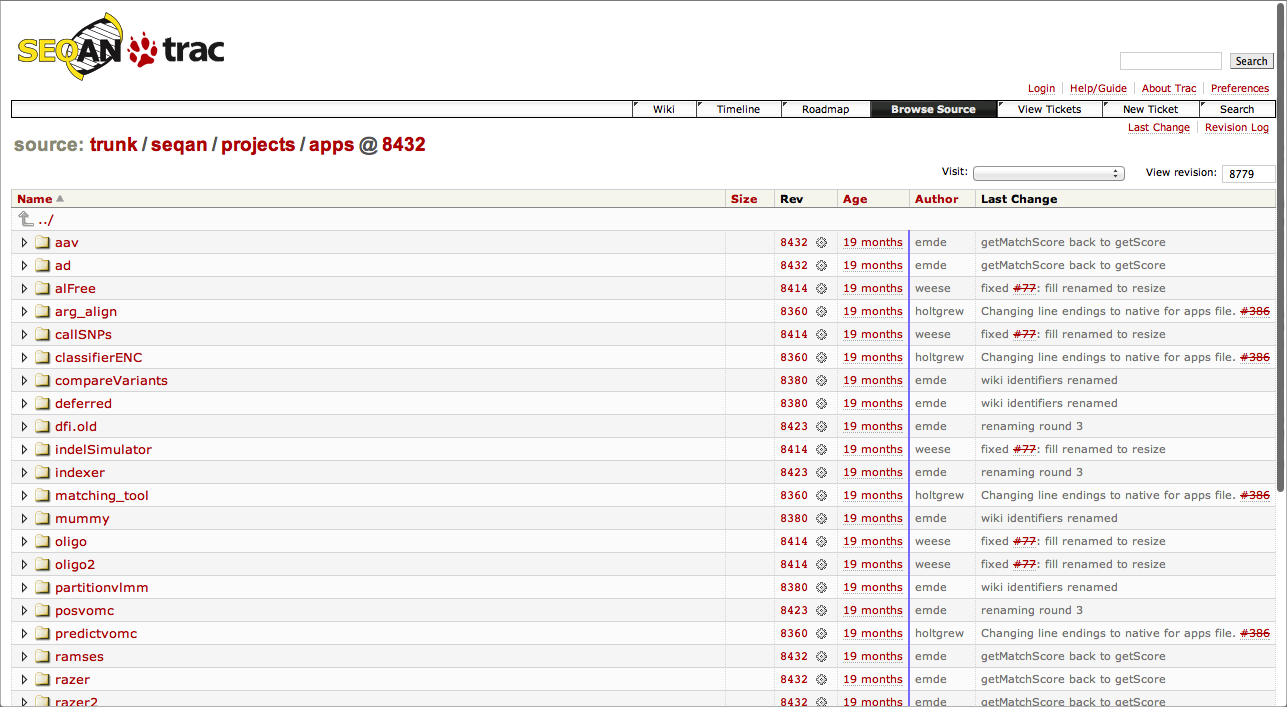 SEQAN trac
Search
Login Help/Guide About Trac Preferences
Wiki Timeline Roadmap Browse Source View Tickets New Ticket Search
Last Change Revision Log
source: trunk / seqan / projects / apps @ 8432
Visit: View revision: 8779
Name Size Rev Age Author Last Change
../
aav 8432 19 months emde getMatchScore back to getScore
ad 8432 19 months emde getMatchScore back to getScore
alFree 8414 19 months weese fixed #77: fill renamed to resize
arg_align 8360 19 months holtgrew Changing line endings to native for apps file. #386
callSNPs 8414 19 months weese fixed #77: fill renamed to resize
classifierENC 8360 19 months holtgrew Changing line endings to native for apps file. #386
compareVariants 8380 19 months emde wiki identifiers renamed
deferred 8380 19 months emde wiki identifiers renamed
dfi.old 8423 19 months emde renaming round 3
indelSimulator 8414 19 months weese fixed #77: fill renamed to resize
indexer 8423 19 months emde renaming round 3
matching_tool 8360 19 months holtgrew Changing line endings to native for apps file. #386
mummy 8380 19 months emde wiki identifiers renamed
oligo 8414 19 months weese fixed #77: fill renamed to resize
oligo2 8414 19 months weese fixed #77: fill renamed to resize
partitionvlmm 8380 19 months emde wiki identifiers renamed
posvomc 8423 19 months emde renaming round 3
predictvomc 8360 19 months holtgrew Changing line endings to native for apps file. #386
ramses 8432 19 months emde getMatchScore back to getScore
razer 8432 19 months emde getMatchScore back to getScore
razer2 8432 19 months emde getMatchScore back to getScore